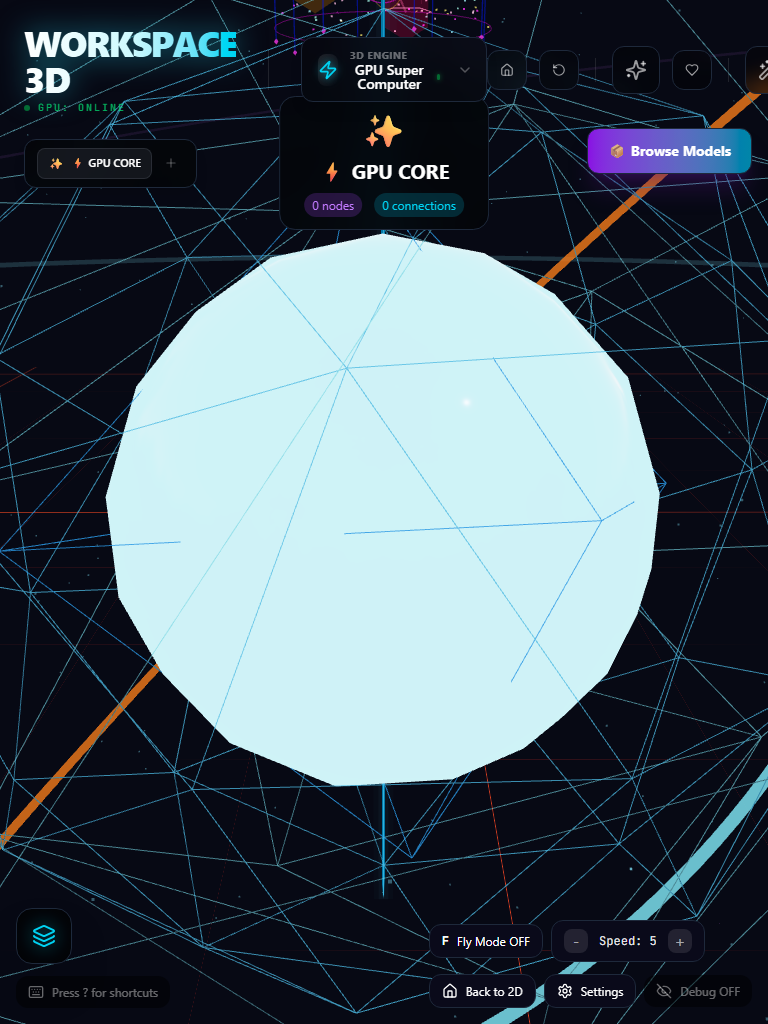 WORKSPACE
3D
GPU: ONLINE
3D ENGINE
GPU Super
Computer
GPU CORE
+
GPU CORE
0 nodes
0 connections
Browse Models
F Fly Mode OFF
- Speed: 5 +
Press ? for shortcuts
Back to 2D
Settings
Debug OFF